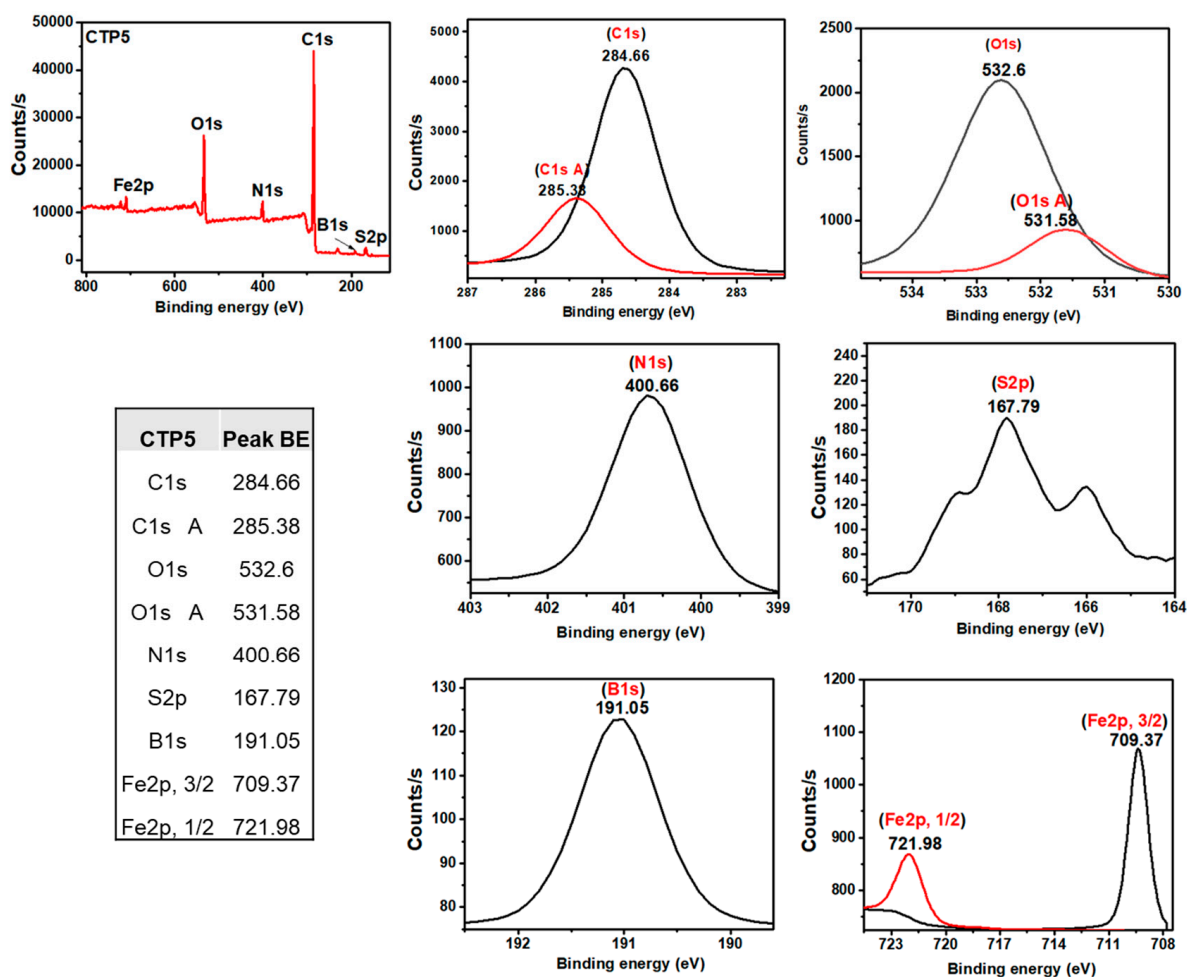 CTP5
C1s
O1s
Fe2p
N1s
B1s
S2p
50000
40000
30000
20000
10000
0
800 600 400 200
Counts/s
Binding energy (eV)
(C1s)
284.66
(C1s A)
285.38
5000
4000
3000
2000
1000
287 286 285 284 283
Counts/s
Binding energy (eV)
(O1s)
532.6
(O1s A)
531.58
2500
2000
1500
1000
534 533 532 531 530
Counts/s
Binding energy (eV)
CTP5 Peak BE
C1s 284.66
C1s A 285.38
O1s 532.6
O1s A 531.58
N1s 400.66
S2p 167.79
B1s 191.05
Fe2p, 3/2 709.37
Fe2p, 1/2 721.98
(N1s)
400.66
1100
1000
900
800
700
600
403 402 401 400 399
Counts/s
Binding energy (eV)
(S2p)
167.79
240
220
200
180
160
140
120
100
80
60
170 168 166 164
Counts/s
Binding energy (eV)
(B1s)
191.05
130
120
110
100
90
80
192 191 190
Counts/s
Binding energy (eV)
(Fe2p, 3/2)
709.37
(Fe2p, 1/2)
721.98
1200
1100
1000
900
800
723 720 717 714 711 708
Counts/s
Binding energy (eV)